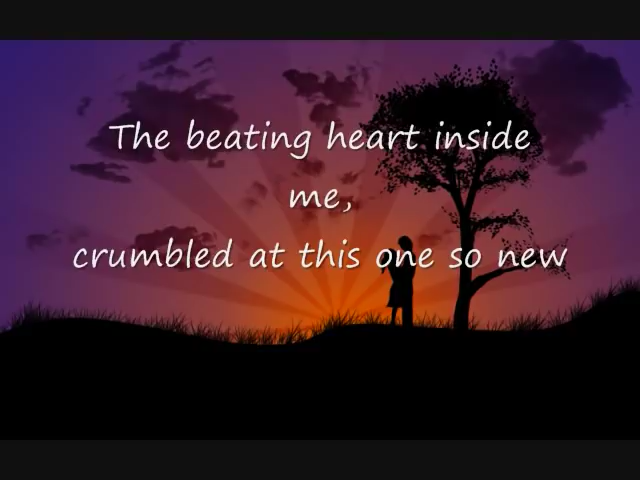 The beating heart inside
me,
crumbled at this one so new